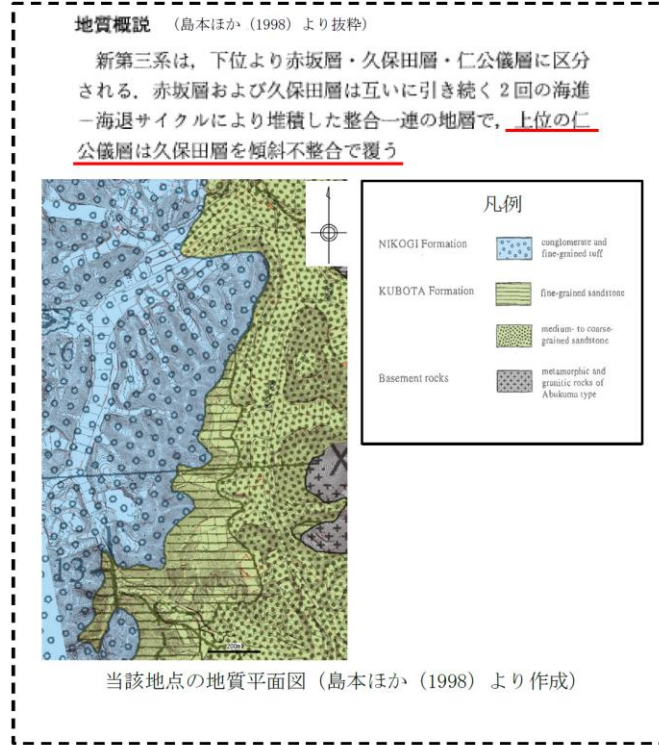 地質概説 (島本ほか(1998)より抜粋)
新第三系は,下位より赤坂層・久保田層・仁公儀層に区分
される.赤坂層および久保田層は互いに引き続く2回の海進
−海退サイクルにより堆積した整合一連の地層で,上位の仁
公儀層は久保田層を傾斜不整合で覆う
凡例
NIKOGI Formation
conglomerate and
fine-grained tuff
KUBOTA Formation
fine-grained sandstone
medium- to coarse-
grained sandstone
Basement rocks
metamorphic and
granitic rocks of
Abukuma type
200m
当該地点の地質平面図(島本ほか(1998)より作成)